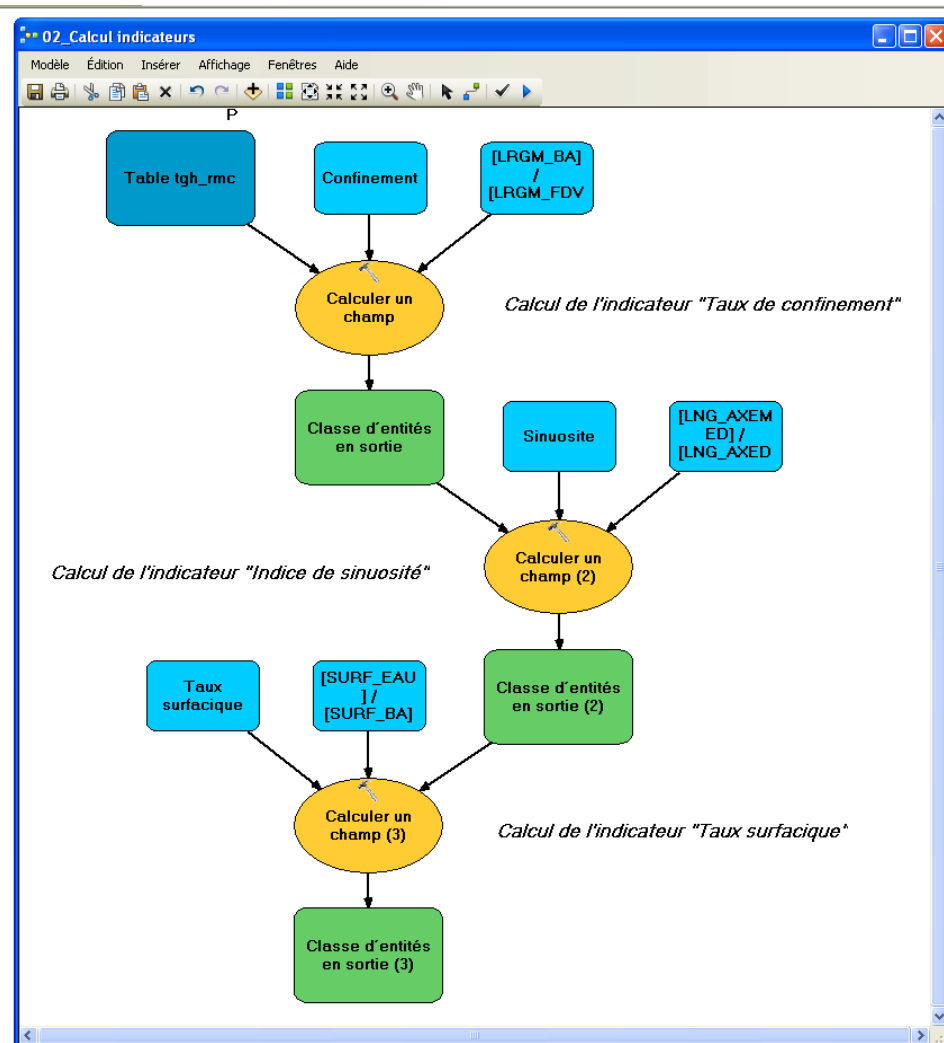 02_Calcul indicateurs
Modèle Édition Insérer Affichage Fenêtres Aide
P
Table tgh_rmc
Confinement
[LRGM_BA]
/
[LRGM_FDV
Calculer un
champ
Calcul de l'indicateur "Taux de confinement"
Classe d´entités
en sortie
Sinuosite
[LNG_AXEM
ED] /
[LNG_AXED
Calculer un
champ (2)
Calcul de l'indicateur "Indice de sinuosité"
Taux
surfacique
[SURF_EAU
] /
[SURF_BA]
Classe d´entités
en sortie (2)
Calculer un
champ (3)
Calcul de l'indicateur "Taux surfacique"
Classe d´entités
en sortie (3)